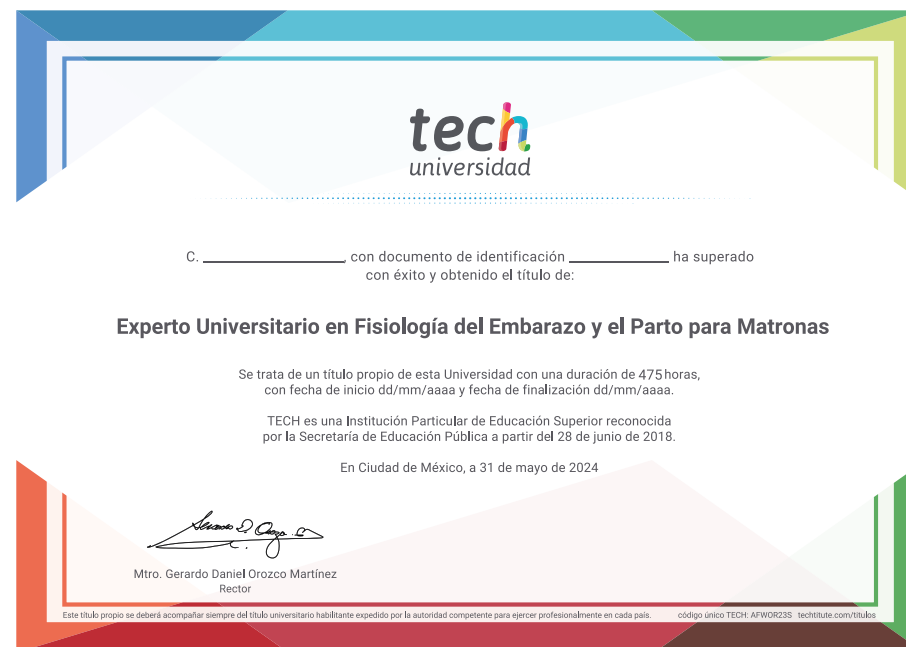 tech
universidad
C. ____________, con documento de identificación ____________ ha superado
con éxito y obtenido el título de:
Experto Universitario en Fisiología del Embarazo y el Parto para Matronas
Se trata de un título propio de esta Universidad con una duración de 475 horas,
con fecha de inicio dd/mm/aaaa y fecha de finalización dd/mm/aaaa.
TECH es una Institución Particular de Educación Superior reconocida
por la Secretaría de Educación Pública a partir del 28 de junio de 2018.
En Ciudad de México, a 31 de mayo de 2024
Mtro. Gerardo Daniel Orozco Martínez
Rector
Este título propio se deberá acompañar siempre del título universitario habilitante expedido por la autoridad competente para ejercer profesionalmente en cada país. código único TECH: AFWOR23S techtitute.com/titulos